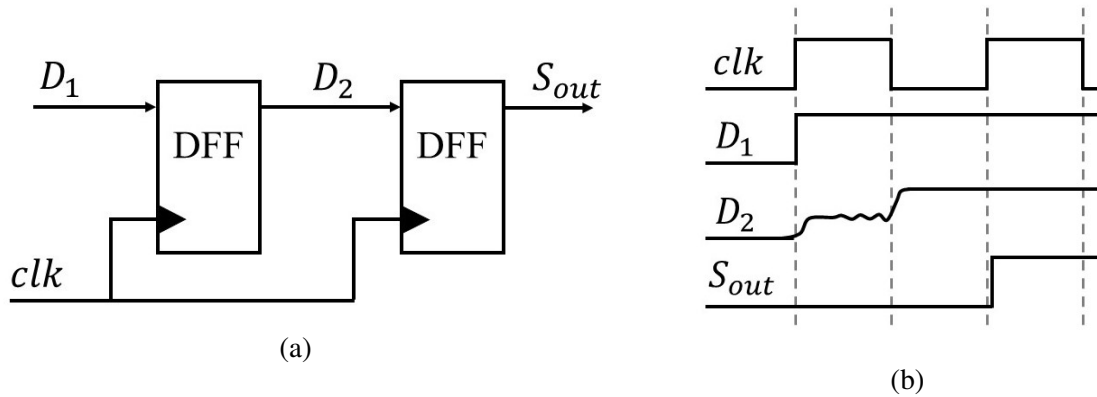 D₁
DFF
D₂
DFF
Sₒᵤₜ
clk
(a)
clk
D₁
D₂
Sₒᵤₜ
(b)